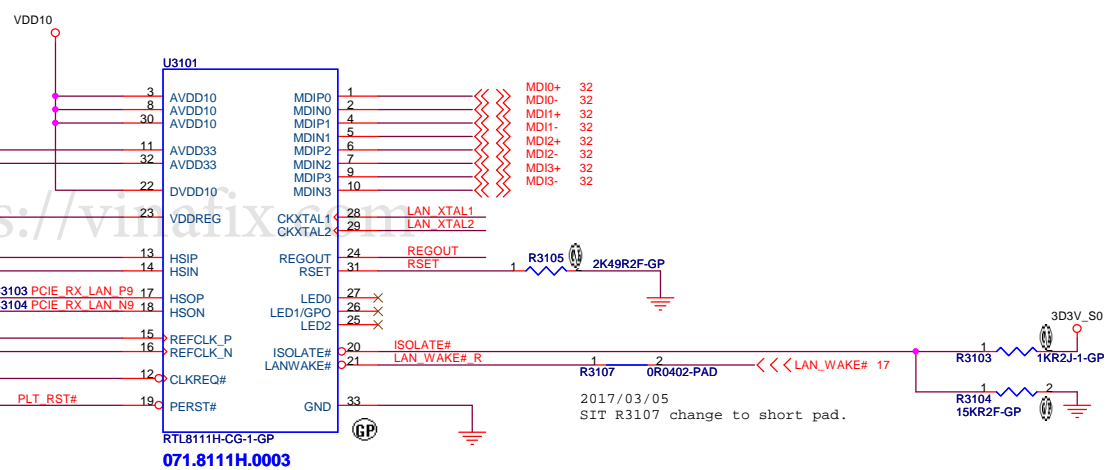 VDD10
U3101
3 AVDD10 MDIP0 1 MDI0+ 32
8 AVDD10 MDIN0 2 MDI0- 32
30 AVDD10 MDIP1 4 MDI1+ 32
MDIN1 5 MDI1- 32
11 AVDD33 MDIP2 6 MDI2+ 32
32 AVDD33 MDIN2 7 MDI2- 32
MDIP3 9 MDI3+ 32
22 DVDD10 MDIN3 10 MDI3- 32
s://vinafix.com
23 VDDREG CKXTAL1 28 LAN_XTAL1
CKXTAL2 29 LAN_XTAL2
13 HSIP REGOUT 24 REGOUT
14 HSIN RSET 31 RSET 1 R3105 2 2K49R2F-GP
3103 PCIE_RX_LAN_P9 17 HSOP LED0 27
3104 PCIE_RX_LAN_N9 18 HSON LED1/GPO 26
LED2 25
15 REFCLK_P
16 REFCLK_N ISOLATE# 20 ISOLATE#
LANWAKE# 21 LAN_WAKE#_R 1 R3107 2 0R0402-PAD LAN_WAKE# 17
3D3V_S0
1 R3103 1KR2J-1-GP
12 CLKREQ#
1 R3104 2 15KR2F-GP
PLT_RST# 19 PERST# GND 33
2017/03/05
SIT R3107 change to short pad.
GP
RTL8111H-CG-1-GP
071.8111H.0003